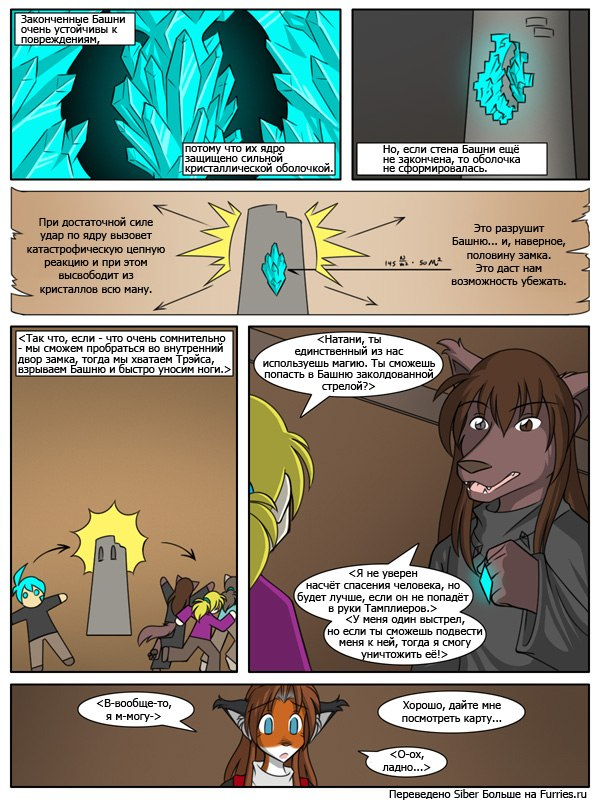 Законченные Башни
очень устойчивы к
повреждениям,
потому что их ядро
защищено сильной
кристаллической оболочкой.
Но, если стена Башни ещё
не закончена, то оболочка
не сформировалась.
При достаточной силе
удар по ядру вызовет
катастрофическую цепную
реакцию и при этом
высвободит из
кристаллов всю ману.
Это разрушит
Башню... и, наверное,
половину замка.
Это даст нам
возможность убежать.
<Так что, если - что очень сомнительно
- мы сможем пробраться во внутренний
двор замка, тогда мы хватаем Трэйса,
взрываем Башню и быстро уносим ноги.>
<Натани, ты
единственный из нас
используешь магию. Ты сможешь
попасть в Башню заколдованной
стрелой?>
<Я не уверен
насчёт спасения человека, но
будет лучше, если он не попадёт
в руки Тамплиеров.>
<У меня один выстрел,
но если ты сможешь подвести
меня к ней, тогда я смогу
уничтожить её!>
<В-вообще-то,
я м-могу->
Хорошо, дайте мне
посмотреть карту...
<О-ох,
ладно...>
Переведено Siber Больше на Furries.ru